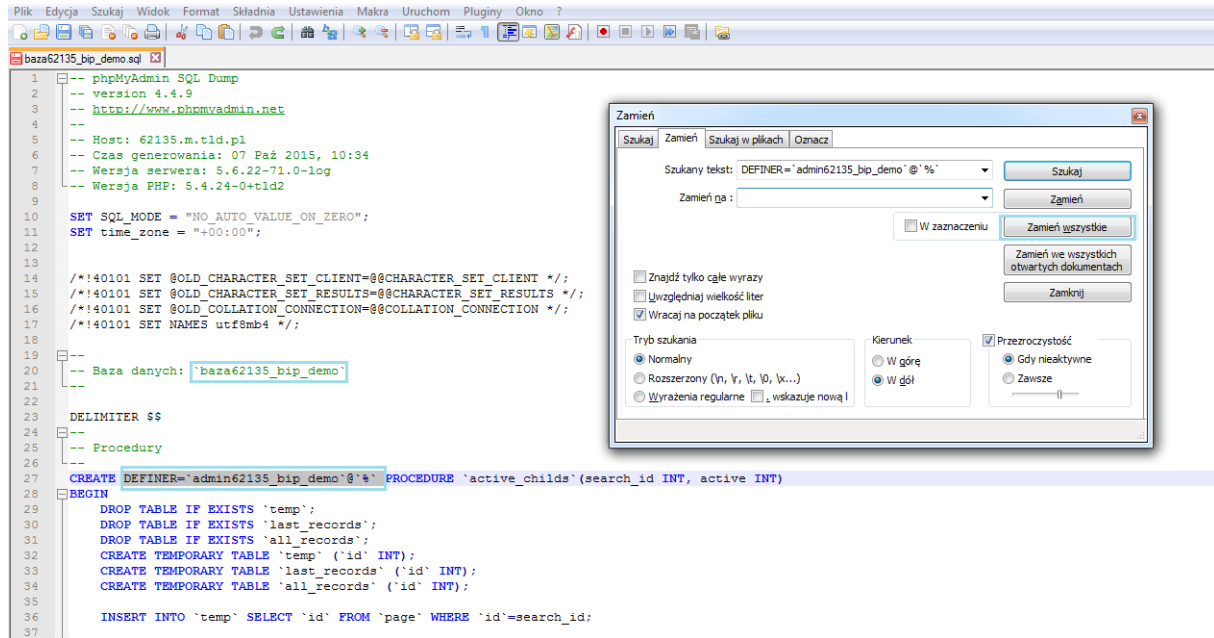 Plik Edycja Szukaj Widok Format Składnia Ustawienia Makra Uruchom Pluginy Okno ?
baza62135_bip_demo.sql
1 -- phpMyAdmin SQL Dump
2 -- version 4.4.9
3 -- http://www.phpmyadmin.net
4 --
5 -- Host: 62135.m.tld.pl
6 -- Czas generowania: 07 Paź 2015, 10:34
7 -- Wersja serwera: 5.6.22-71.0-log
8 -- Wersja PHP: 5.4.24-0+tld2
9
10 SET SQL_MODE = "NO_AUTO_VALUE_ON_ZERO";
11 SET time_zone = "+00:00";
12
13
14 /*!40101 SET @OLD_CHARACTER_SET_CLIENT=@@CHARACTER_SET_CLIENT */;
15 /*!40101 SET @OLD_CHARACTER_SET_RESULTS=@@CHARACTER_SET_RESULTS */;
16 /*!40101 SET @OLD_COLLATION_CONNECTION=@@COLLATION_CONNECTION */;
17 /*!40101 SET NAMES utf8mb4 */;
18
19 --
20 -- Baza danych: `baza62135_bip_demo`
21 --
22
23 DELIMITER $$
24 --
25 -- Procedury
26 --
27 CREATE DEFINER=`admin62135_bip_demo`@`%` PROCEDURE `active_childs`(search_id INT, active INT)
28 BEGIN
29 DROP TABLE IF EXISTS `temp`;
30 DROP TABLE IF EXISTS `last_records`;
31 DROP TABLE IF EXISTS `all_records`;
32 CREATE TEMPORARY TABLE `temp` (`id` INT);
33 CREATE TEMPORARY TABLE `last_records` (`id` INT);
34 CREATE TEMPORARY TABLE `all_records` (`id` INT);
35
36 INSERT INTO `temp` SELECT `id` FROM `page` WHERE `id`=search_id;
37
Zamień
Szukaj Zamień Szukaj w plikach Oznacz
Szukany tekst: DEFINER=`admin62135_bip_demo`@`%` Szukaj
Zamień na : Zamień
W zaznaczeniu Zamień wszystkie
Zamień we wszystkich
otwartych dokumentach
Znajdź tylko całe wyrazy
Uwzględniaj wielkość liter Zamknij
Wracaj na początek pliku
Tryb szukania Kierunek Przezroczystość
Normalny W górę Gdy nieaktywne
Rozszerzony (\n, \r, \t, \0, \x...) W dół Zawsze
Wyrażenia regularne . wskazuje nową l